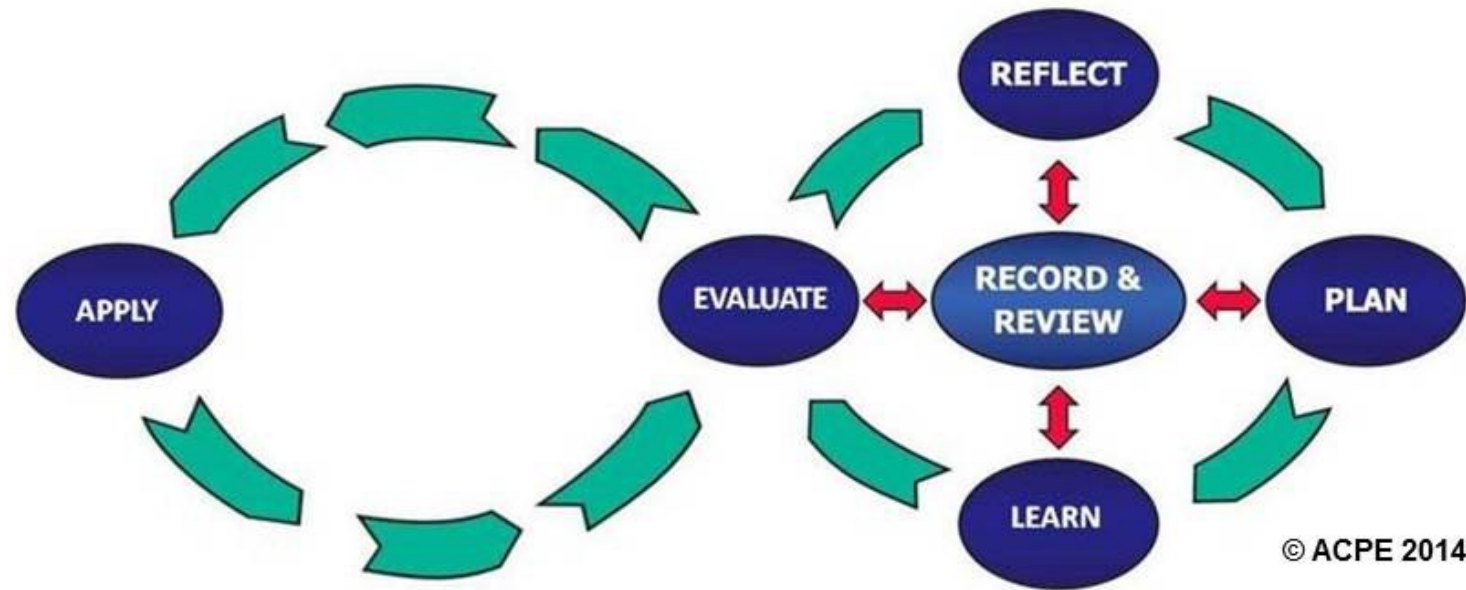 REFLECT
APPLY
EVALUATE
RECORD &
REVIEW
PLAN
LEARN
© ACPE 2014